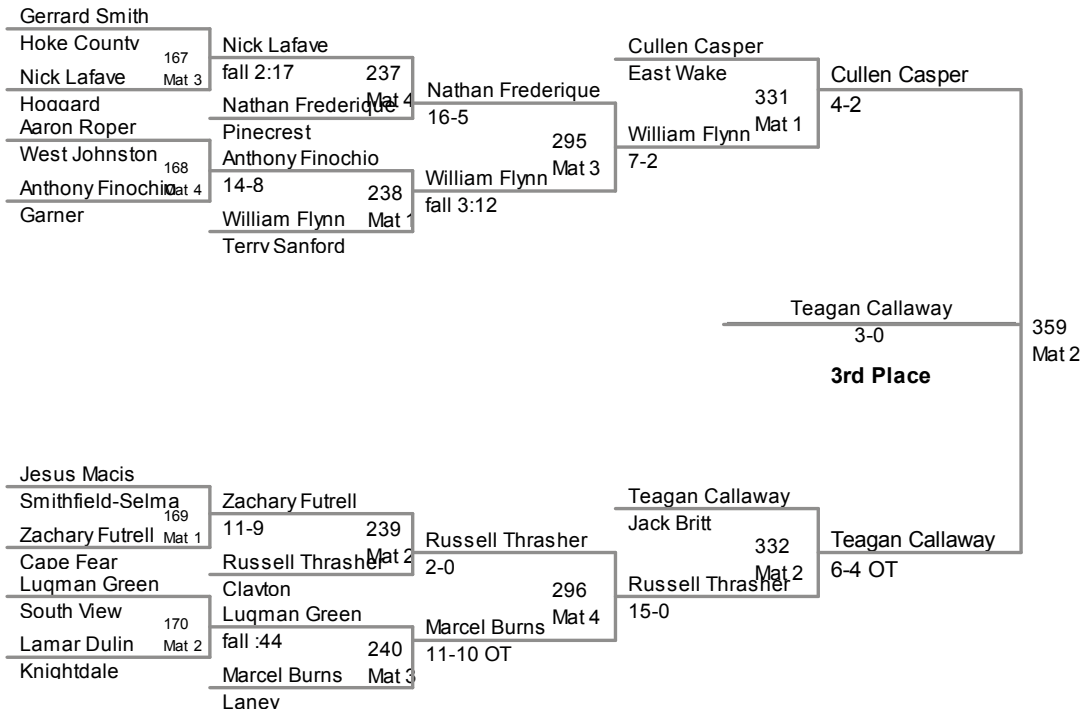 Gerrard Smith
Hoke County
167
Mat 3
Nick Lafave
Hoggard
Aaron Roper
West Johnston
168
Mat 4
Anthony Finochio
Garner
Nick Lafave
fall 2:17
237
Mat 4
Nathan Frederique
Pinecrest
Anthony Finochio
14-8
238
Mat 1
William Flynn
Terry Sanford
Nathan Frederique
16-5
295
Mat 3
William Flynn
fall 3:12
Cullen Casper
East Wake
331
Mat 1
William Flynn
7-2
Cullen Casper
4-2
Teagan Callaway
3-0
3rd Place
359
Mat 2
Jesus Macis
Smithfield-Selma
169
Mat 1
Zachary Futrell
Cape Fear
Luqman Green
South View
170
Mat 2
Lamar Dulin
Knightdale
Zachary Futrell
11-9
239
Mat 2
Russell Thrasher
Clayton
Luqman Green
fall :44
240
Mat 3
Marcel Burns
Laney
Russell Thrasher
2-0
296
Mat 4
Marcel Burns
11-10 OT
Teagan Callaway
Jack Britt
332
Mat 2
Russell Thrasher
15-0
Teagan Callaway
6-4 OT